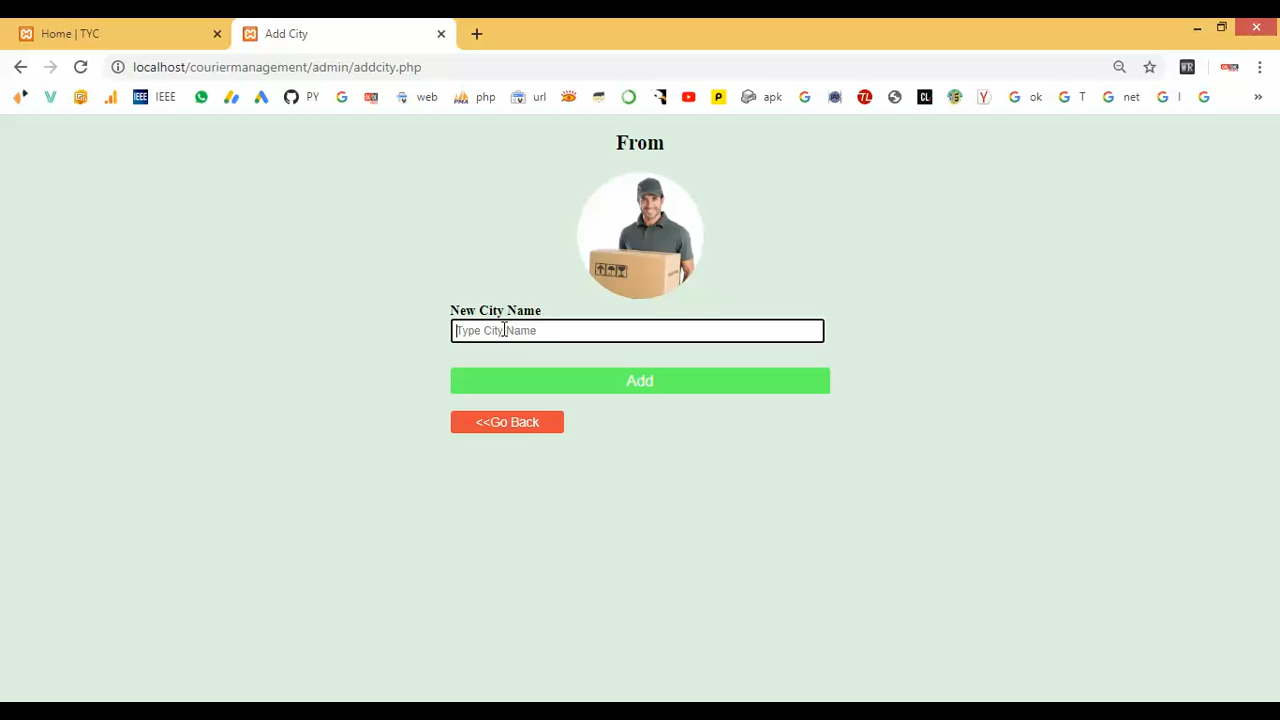 Home | TYC
Add City
localhost/couriermanagement/admin/addcity.php
IEEE PY web php url apk ok T net I »
From
New City Name
Type City Name
Add
<<Go Back